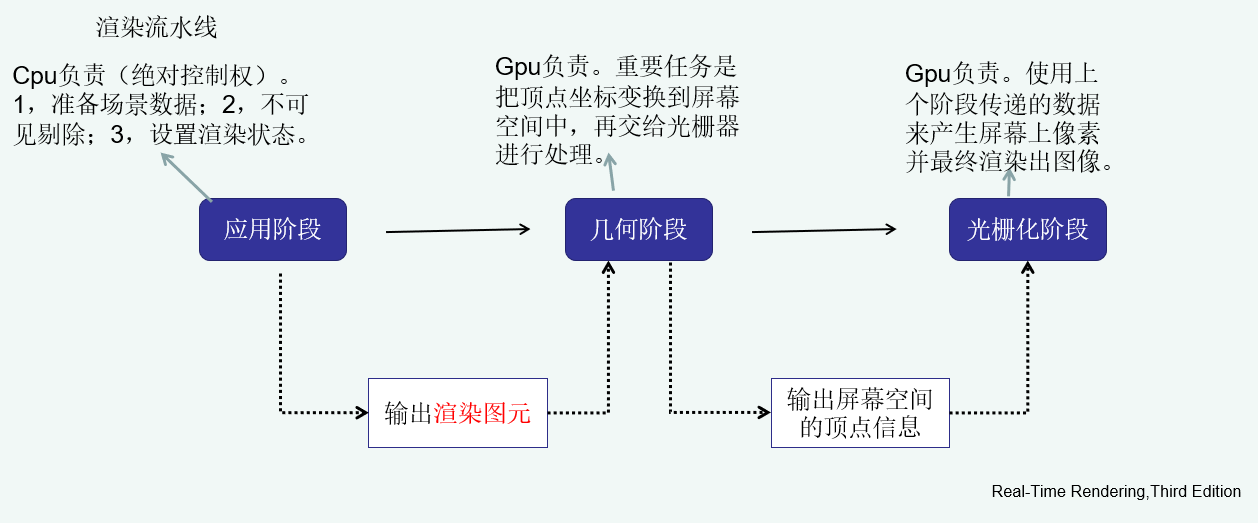 渲染流水线
Cpu负责（绝对控制权）。
1，准备场景数据；2，不可
见剔除；3，设置渲染状态。
Gpu负责。重要任务是
把顶点坐标变换到屏幕
空间中，再交给光栅器
进行处理。
Gpu负责。使用上
个阶段传递的数据
来产生屏幕上像素
并最终渲染出图像。
应用阶段
几何阶段
光栅化阶段
输出渲染图元
输出屏幕空间
的顶点信息
Real-Time Rendering,Third Edition